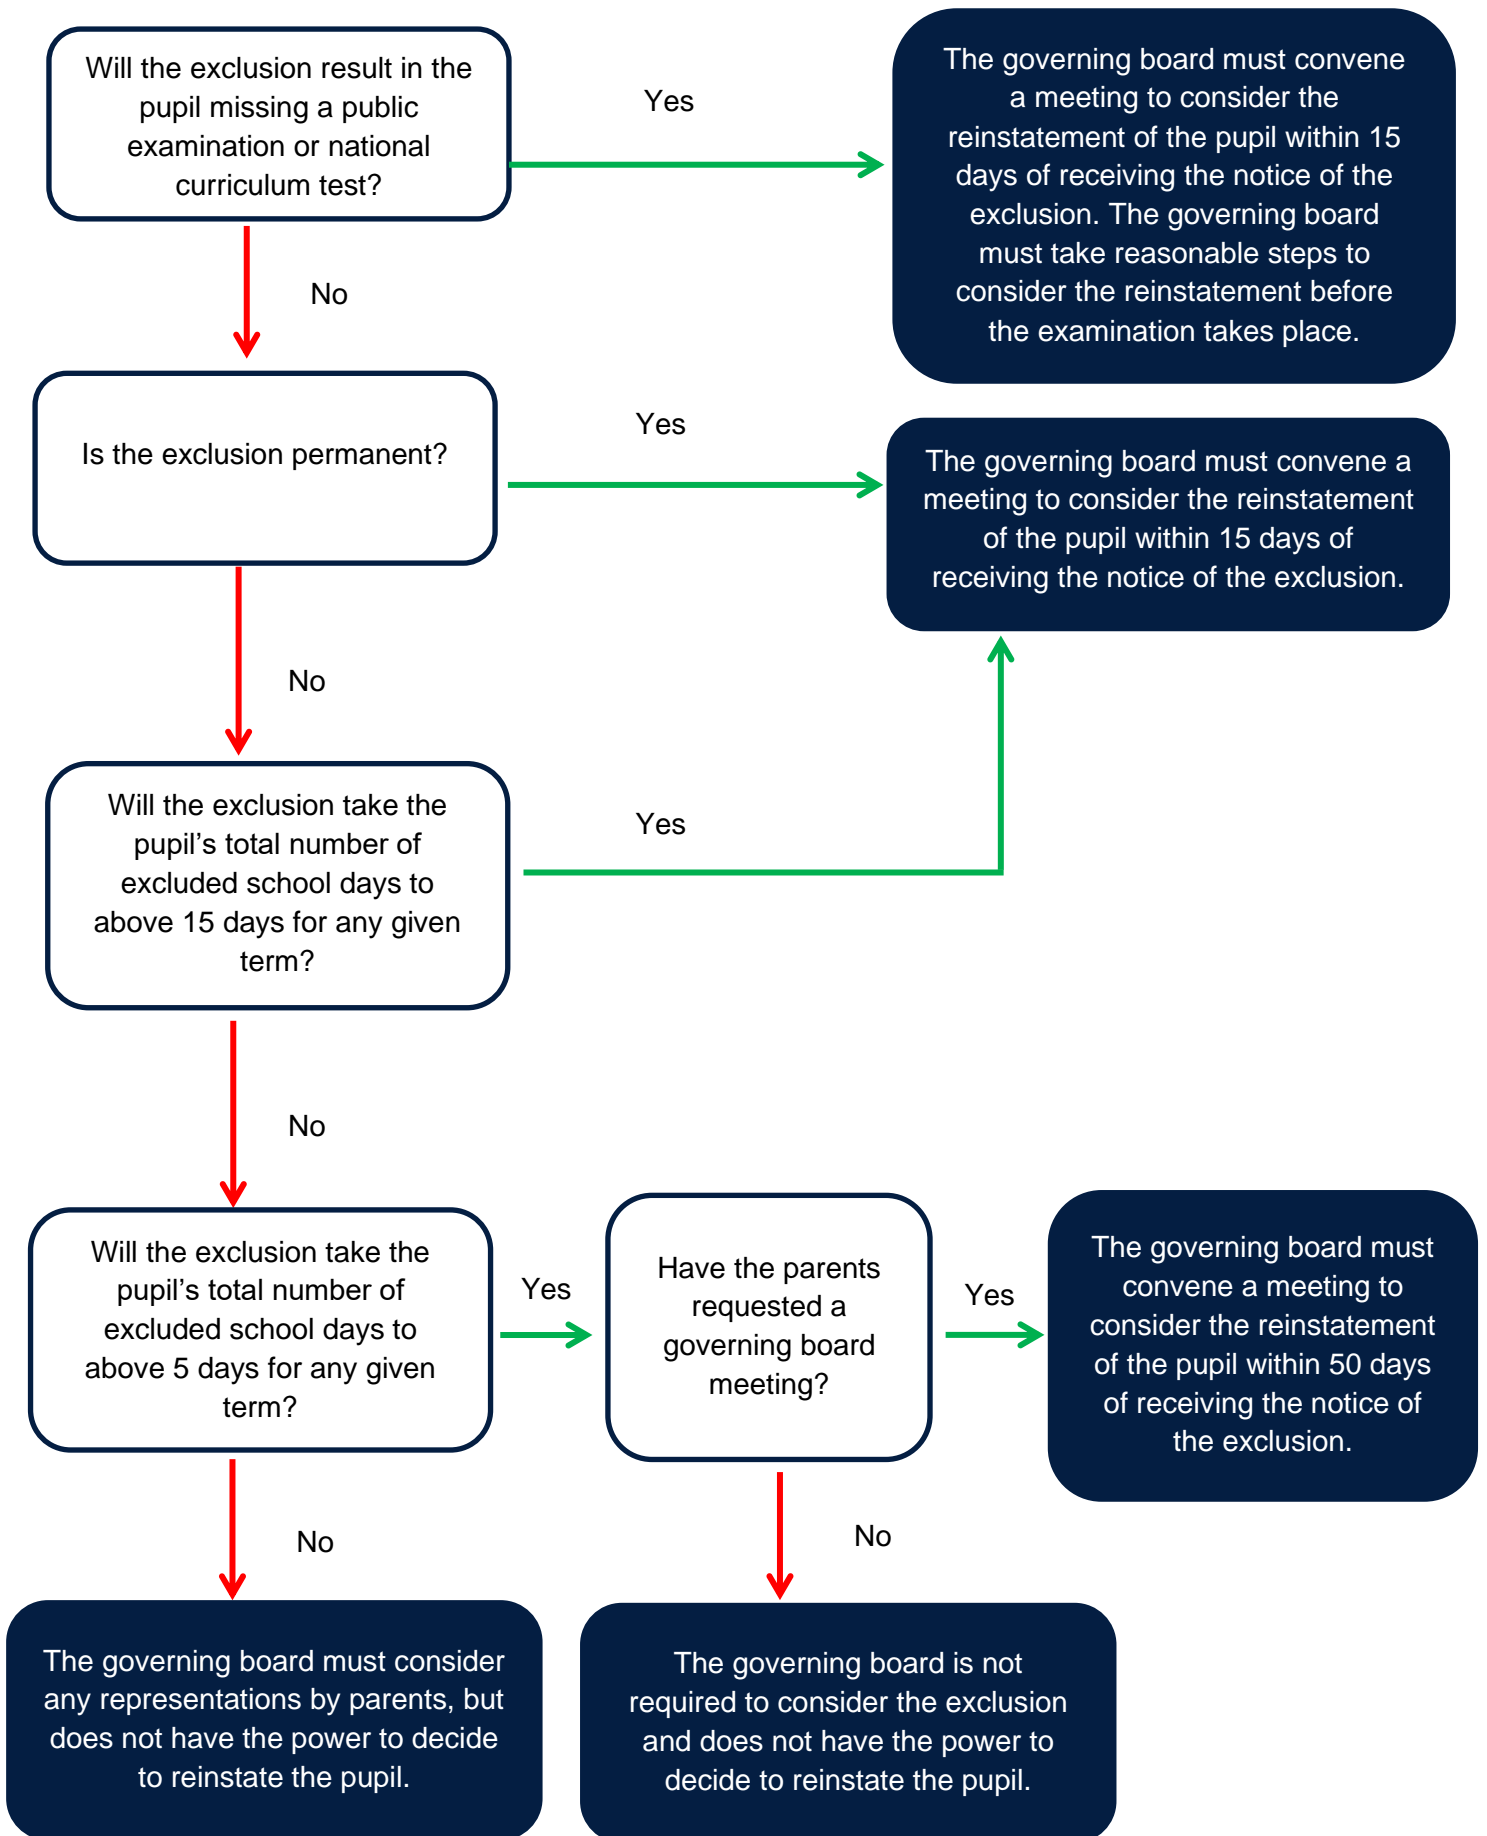 Will the exclusion result in the
pupil missing a public
examination or national
curriculum test?
Yes
The governing board must convene
a meeting to consider the
reinstatement of the pupil within 15
days of receiving the notice of the
exclusion. The governing board
must take reasonable steps to
consider the reinstatement before
the examination takes place.
No
Is the exclusion permanent?
Yes
The governing board must convene a
meeting to consider the reinstatement
of the pupil within 15 days of
receiving the notice of the exclusion.
No
Will the exclusion take the
pupil’s total number of
excluded school days to
above 15 days for any given
term?
Yes
No
Will the exclusion take the
pupil’s total number of
excluded school days to
above 5 days for any given
term?
Yes
Have the parents
requested a
governing board
meeting?
Yes
The governing board must
convene a meeting to
consider the reinstatement
of the pupil within 50 days
of receiving the notice of
the exclusion.
No
No
The governing board must consider
any representations by parents, but
does not have the power to decide
to reinstate the pupil.
The governing board is not
required to consider the exclusion
and does not have the power to
decide to reinstate the pupil.